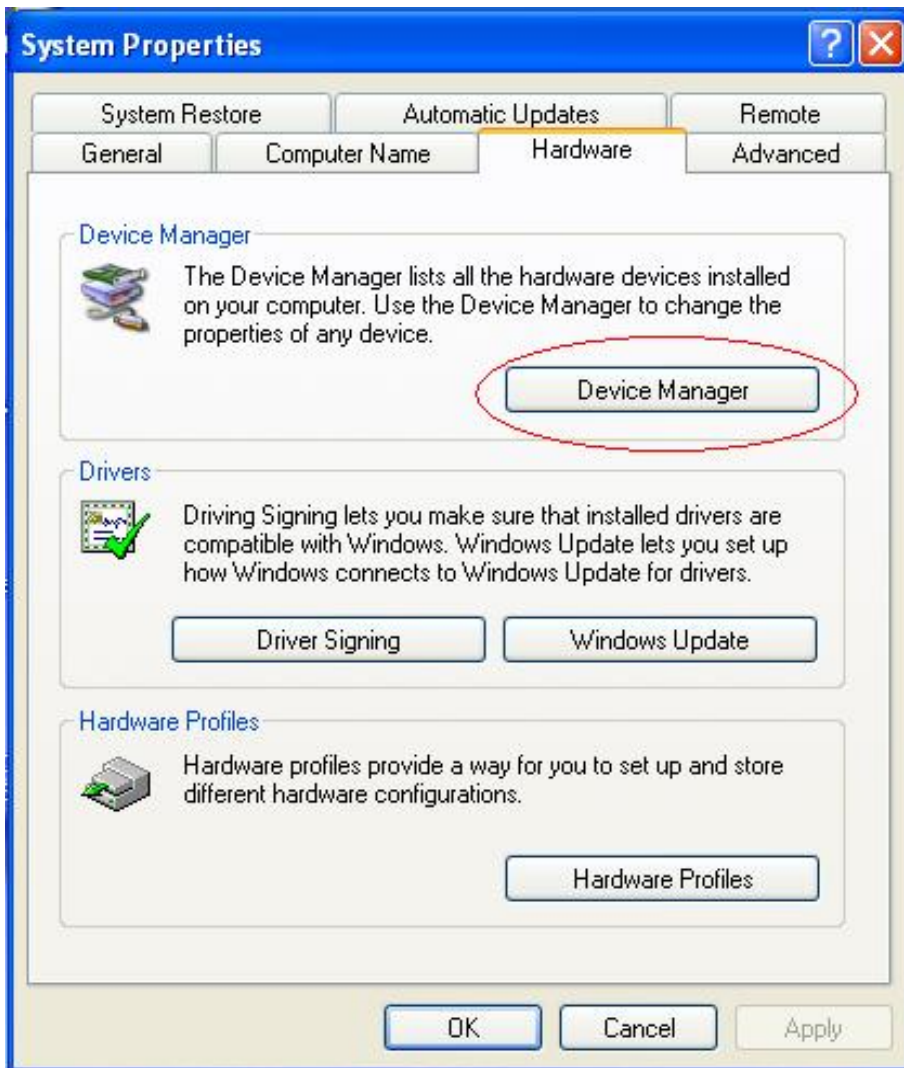 System Properties
System Restore
Automatic Updates
Remote
General
Computer Name
Hardware
Advanced
Device Manager
The Device Manager lists all the hardware devices installed
on your computer. Use the Device Manager to change the
properties of any device.
Device Manager
Drivers
Driving Signing lets you make sure that installed drivers are
compatible with Windows. Windows Update lets you set up
how Windows connects to Windows Update for drivers.
Driver Signing
Windows Update
Hardware Profiles
Hardware profiles provide a way for you to set up and store
different hardware configurations.
Hardware Profiles
OK
Cancel
Apply